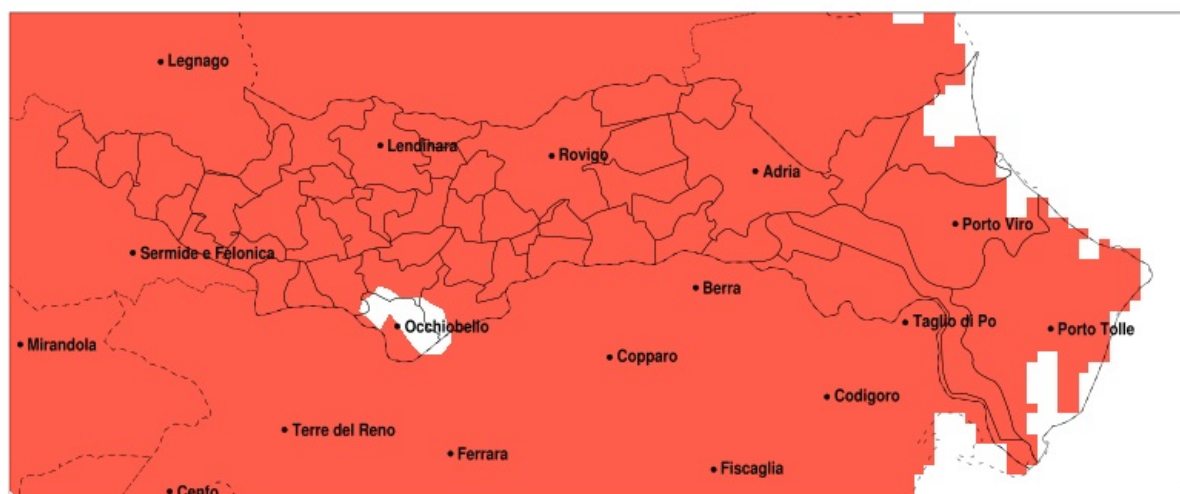 Legnago
Lendinara
Rovigo
Adria
Porto Viro
Sermide e Felonica
Berra
Occhiobello
Taglio di Po
Porto Tolle
Mirandola
Copparo
Codigoro
Terre del Reno
Ferrara
Fiscaglia
Cento